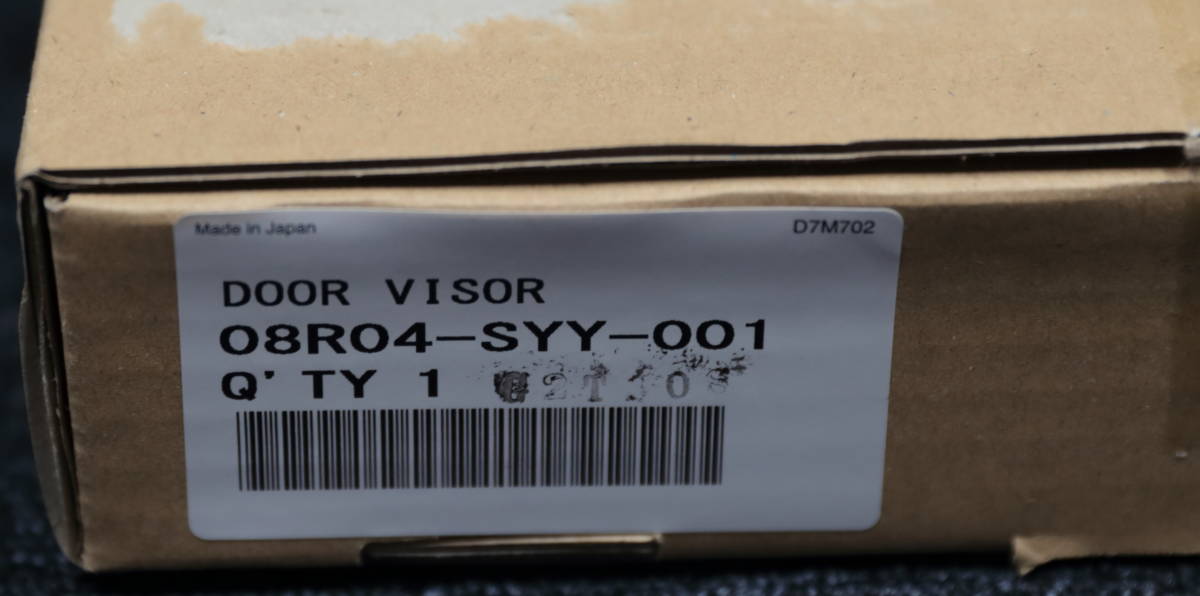 Made in Japan
D7M702
DOOR VISOR
08R04-SYY-001
Q' TY 1